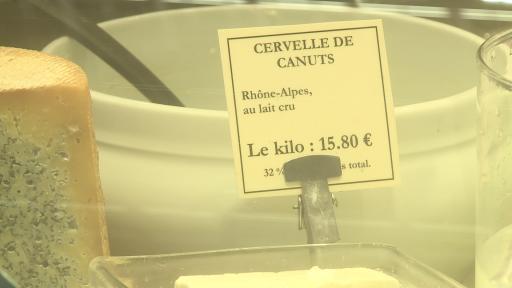 CERVELLE DE
CANUTS
Rhône-Alpes,
au lait cru
Le kilo : 15.80 €
32 % total.